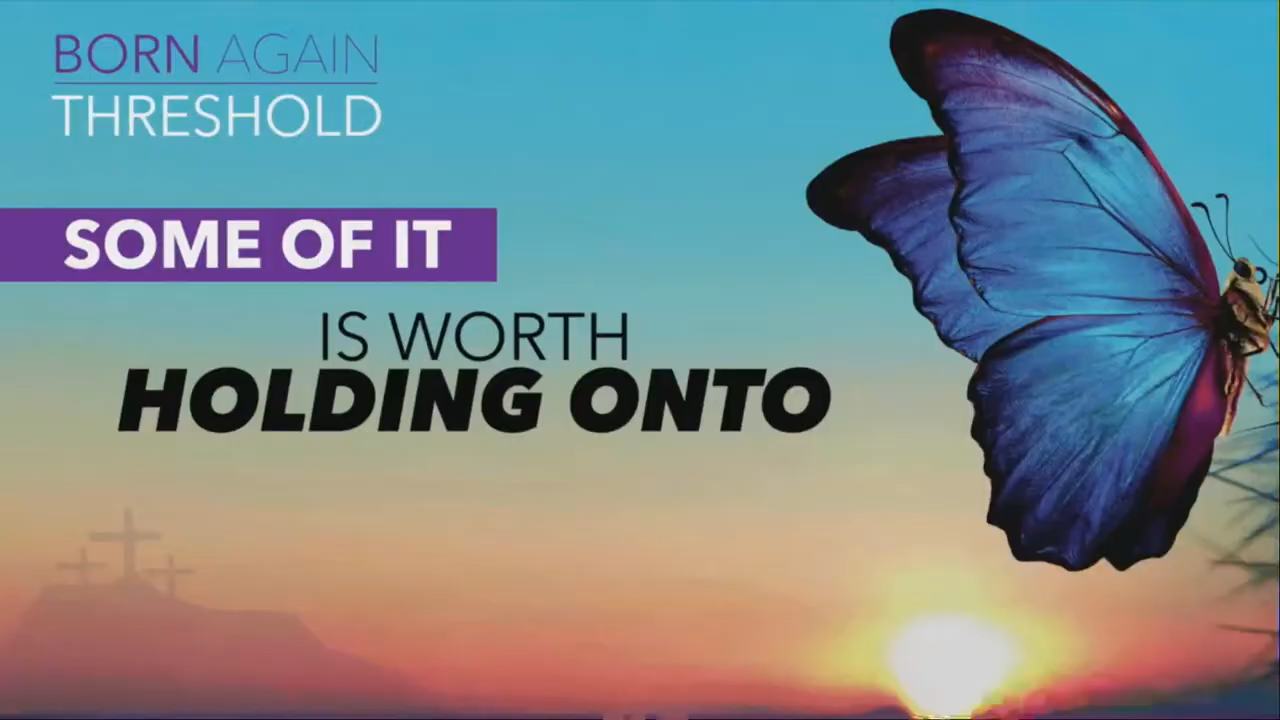 BORN AGAIN
THRESHOLD
SOME OF IT
IS WORTH
HOLDING ONTO